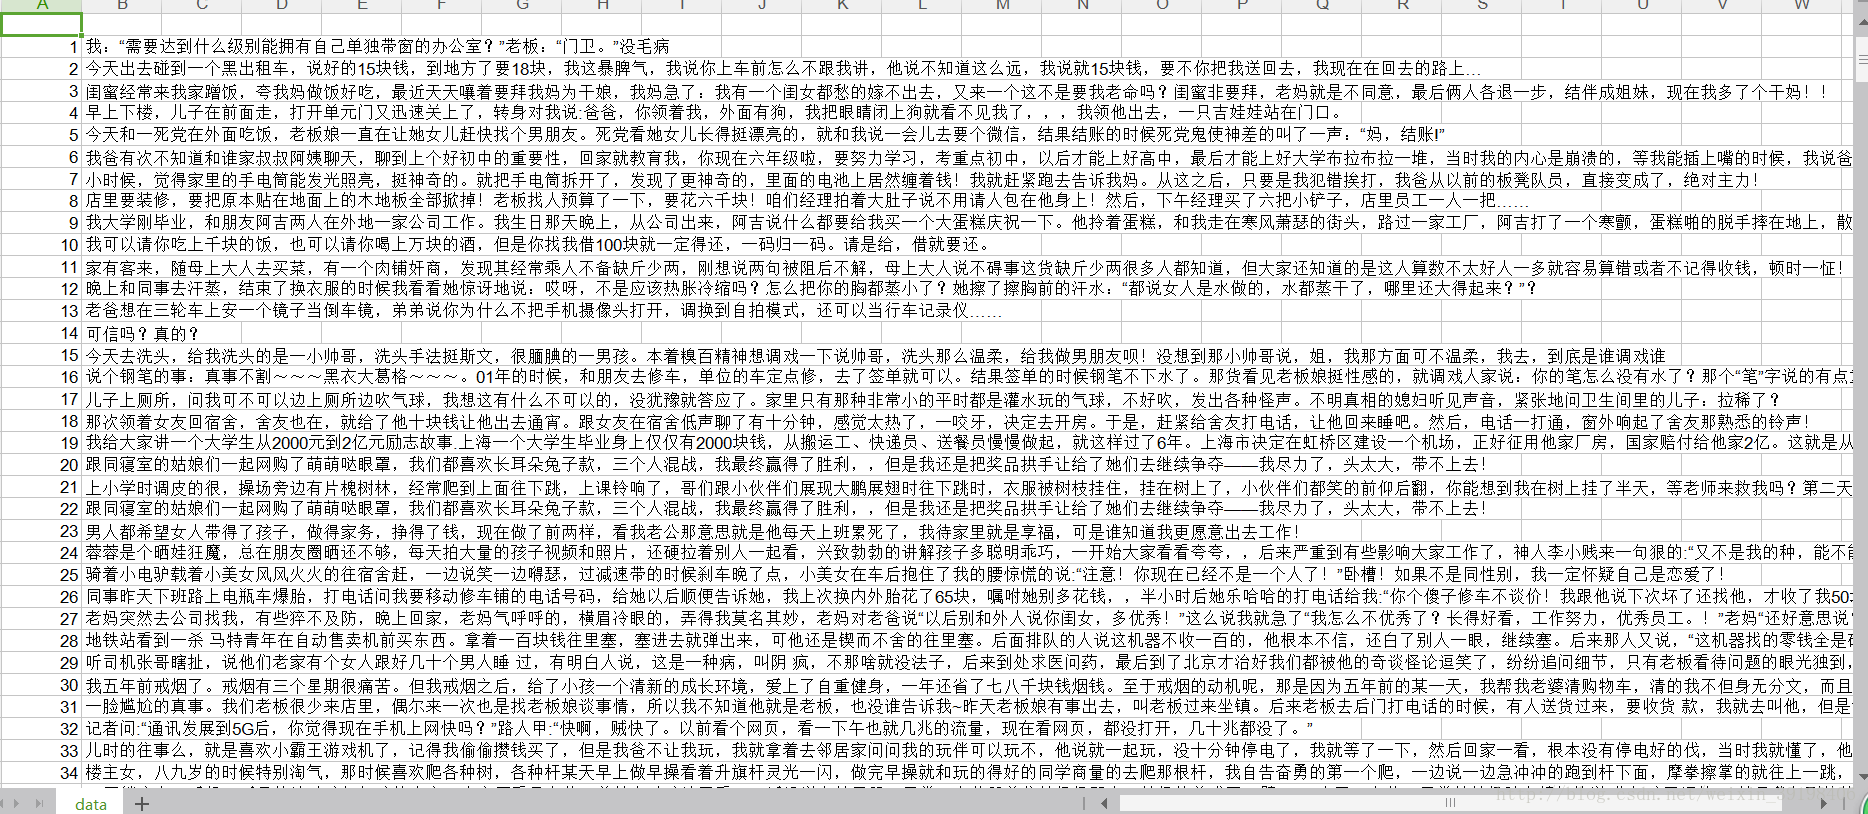 A B C D E F G H I J K L M N O P Q R S T U V W
1 我：“需要达到什么级别能拥有自己单独带窗的办公室？”老板：“门卫。”没毛病
2 今天出去碰到一个黑出租车，说好的15块钱，到地方了要18块，我这暴脾气，我说你上车前怎么不跟我讲，他说不知道这么远，我说就15块钱，要不你把我送回去，我现在在回去的路上…
3 闺蜜经常来我家蹭饭，夸我妈做饭好吃，最近天天嚷着要拜我妈为干娘，我妈急了：我有一个闺女都愁的嫁不出去，又来一个这不是要我老命吗？闺蜜非要拜，老妈就是不同意，最后俩人各退一步，结伴成姐妹，现在我多了个干妈！！
4 早上下楼，儿子在前面走，打开单元门又迅速关上了，转身对我说:爸爸，你领着我，外面有狗，我把眼睛闭上狗就看不见我了，，，我领他出去，一只吉娃娃站在门口。
5 今天和一死党在外面吃饭，老板娘一直在让她女儿赶快找个男朋友。死党看她女儿长得挺漂亮的，就和我说一会儿去要个微信，结果结账的时候死党鬼使神差的叫了一声：“妈，结账!”
6 我爸有次不知道和谁家叔叔阿姨聊天，聊到上个好初中的重要性，回家就教育我，你现在六年级啦，要努力学习，考重点初中，以后才能上好高中，最后才能上好大学布拉布拉一堆，当时我的内心是崩溃的，等我能插上嘴的时候，我说爸
7 小时候，觉得家里的手电筒能发光照亮，挺神奇的。就把手电筒拆开了，发现了更神奇的，里面的电池上居然缠着钱！我就赶紧跑去告诉我妈。从这之后，只要是我犯错挨打，我爸从以前的板凳队员，直接变成了，绝对主力！
8 店里要装修，要把原本贴在地面上的木地板全部掀掉！老板找人预算了一下，要花六千块！咱们经理拍着大肚子说不用请人包在他身上！然后，下午经理买了六把小铲子，店里员工一人一把……
9 我大学刚毕业，和朋友阿吉两人在外地一家公司工作。我生日那天晚上，从公司出来，阿吉说什么都要给我买一个大蛋糕庆祝一下。他拎着蛋糕，和我走在寒风萧瑟的街头，路过一家工厂，阿吉打了一个寒颤，蛋糕啪的脱手摔在地上，散
10 我可以请你吃上千块的饭，也可以请你喝上万块的酒，但是你找我借100块就一定得还，一码归一码。请是给，借就要还。
11 家有客来，随母上大人去买菜，有一个肉铺奸商，发现其经常乘人不备缺斤少两，刚想说两句被阻后不解，母上大人说不碍事这货缺斤少两很多人都知道，但大家还知道的是这人算数不太好人一多就容易算错或者不记得收钱，顿时一怔！
12 晚上和同事去汗蒸，结束了换衣服的时候我看看她惊讶地说：哎呀，不是应该热胀冷缩吗？怎么把你的胸都蒸小了？她擦了擦胸前的汗水：“都说女人是水做的，水都蒸干了，哪里还大得起来？”？
13 老爸想在三轮车上安一个镜子当倒车镜，弟弟说你为什么不把手机摄像头打开，调换到自拍模式，还可以当行车记录仪……
14 可信吗？真的？
15 今天去洗头，给我洗头的是一小帅哥，洗头手法挺斯文，很腼腆的一男孩。本着糗百精神想调戏一下说帅哥，洗头那么温柔，给我做男朋友呗！没想到那小帅哥说，姐，我那方面可不温柔，我去，到底是谁调戏谁
16 说个钢笔的事：真事不割～～～黑衣大葛格～～～。01年的时候，和朋友去修车，单位的车定点修，去了签单就可以。结果签单的时候钢笔不下水了。那货看见老板娘挺性感的，就调戏人家说：你的笔怎么没有水了？那个“笔”字说的有点
17 儿子上厕所，问我可不可以边上厕所边吹气球，我想这有什么不可以的，没犹豫就答应了。家里只有那种非常小的平时都是灌水玩的气球，不好吹，发出各种怪声。不明真相的媳妇听见声音，紧张地问卫生间里的儿子：拉稀了？
18 那次领着女友回宿舍，舍友也在，就给了他十块钱让他出去通宵。跟女友在宿舍低声聊了有十分钟，感觉太热了，一咬牙，决定去开房。于是，赶紧给舍友打电话，让他回来睡吧。然后，电话一打通，窗外响起了舍友那熟悉的铃声！
19 我给大家讲一个大学生从2000元到2亿元励志故事.上海一个大学生毕业身上仅仅有2000块钱，从搬运工、快递员、送餐员慢慢做起，就这样过了6年。上海市决定在虹桥区建设一个机场，正好征用他家厂房，国家赔付给他家2亿。这就是从
20 跟同寝室的姑娘们一起网购了萌萌哒眼罩，我们都喜欢长耳朵兔子款，三个人混战，我最终赢得了胜利，，但是我还是把奖品拱手让给了她们去继续争夺——我尽力了，头太大，带不上去！
21 上小学时调皮的很，操场旁边有片槐树林，经常爬到上面往下跳，上课铃响了，哥们跟小伙伴们展现大鹏展翅时往下跳时，衣服被树枝挂住，挂在树上了，小伙伴们都笑的前仰后翻，你能想到我在树上挂了半天，等老师来救我吗？第二天
22 跟同寝室的姑娘们一起网购了萌萌哒眼罩，我们都喜欢长耳朵兔子款，三个人混战，我最终赢得了胜利，，但是我还是把奖品拱手让给了她们去继续争夺——我尽力了，头太大，带不上去！
23 男人都希望女人带得了孩子，做得家务，挣得了钱，现在做了前两样，看我老公那意思就是他每天上班累死了，我待家里就是享福，可是谁知道我更愿意出去工作！
24 蓉蓉是个晒娃狂魔，总在朋友圈晒还不够，每天拍大量的孩子视频和照片，还硬拉着别人一起看，兴致勃勃的讲解孩子多聪明乖巧，一开始大家看看夸夸，，后来严重到有些影响大家工作了，神人李小贱来一句狠的:“又不是我的种，能不能
25 骑着小电驴载着小美女风风火火的往宿舍赶，一边说笑一边嘚瑟，过减速带的时候刹车晚了点，小美女在车后抱住了我的腰惊慌的说:“注意！你现在已经不是一个人了！”卧槽！如果不是同性别，我一定怀疑自己是恋爱了！
26 同事昨天下班路上电瓶车爆胎，打电话问我要移动修车铺的电话号码，给她以后顺便告诉她，我上次换内外胎花了65块，嘱咐她别多花钱，，半小时后她乐哈哈的打电话给我:“你个傻子修车不谈价！我跟他说下次坏了还找他，才收了我50块
27 老妈突然去公司找我，有些猝不及防，晚上回家，老妈气呼呼的，横眉冷眼的，弄得我莫名其妙，老妈对老爸说“以后别和外人说你闺女，多优秀！”这么说我就急了“我怎么不优秀了？长得好看，工作努力，优秀员工。！”老妈“还好意思说
28 地铁站看到一杀 马特青年在自动售卖机前买东西。拿着一百块钱往里塞，塞进去就弹出来，可他还是锲而不舍的往里塞。后面排队的人说这机器不收一百的，他根本不信，还白了别人一眼，继续塞。后来那人又说，“这机器找的零钱全是
29 听司机张哥瞎扯，说他们老家有个女人跟好几十个男人睡 过，有明白人说，这是一种病，叫阴 疯，不那啥就没法子，后来到处求医问药，最后到了北京才治好我们都被他的奇谈怪论逗笑了，纷纷追问细节，只有老板看待问题的眼光独到，
30 我五年前戒烟了。戒烟有三个星期很痛苦。但我戒烟之后，给了小孩一个清新的成长环境，爱上了自重健身，一年还省了七八千块钱烟钱。至于戒烟的动机呢，那是因为五年前的某一天，我帮我老婆清购物车，清的我不但身无分文，而且
31 一脸尴尬的真事。我们老板很少来店里，偶尔来一次也是找老板娘谈事情，所以我不知道他就是老板，也没谁告诉我~昨天老板娘有事出去，叫老板过来坐镇。后来老板去后门打电话的时候，有人送货过来，要收货 款，我就去叫他，但是
32 记者问:“通讯发展到5G后，你觉得现在手机上网快吗？”路人甲:“快啊，贼快了。以前看个网页，看一下午也就几兆的流量，现在看网页，都没打开，几十兆都没了。”
33 儿时的往事么，就是喜欢小霸王游戏机了，记得我偷偷攒钱买了，但是我爸不让我玩，我就拿着去邻居家问问我的玩伴可以玩不，他说就一起玩，没十分钟停电了，我就等了一下，然后回家一看，根本没有停电好的伐，当时我就懂了，他
34 楼主女，八九岁的时候特别淘气，那时候喜欢爬各种树，各种杆某天早上做早操看着升旗杆灵光一闪，做完早操就和玩的得好的同学商量的去爬那根杆，我自告奋勇的第一个爬，一边说一边急冲冲的跑到杆下面，摩拳擦掌的就往上一跳，
data